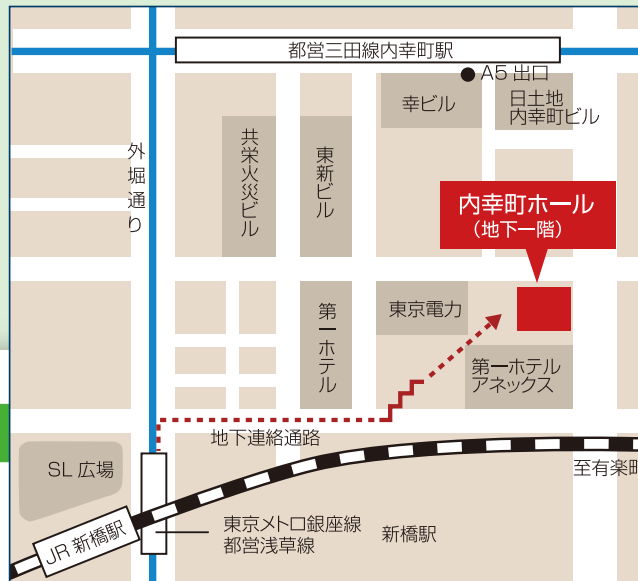 都営三田線内幸町駅
A5 出口
幸ビル
日土地
内幸町ビル
外堀通り
共栄火災ビル
東新ビル
内幸町ホール
（地下一階）
第一ホテル
東京電力
第一ホテル
アネックス
地下連絡通路
SL 広場
至有楽町
JR 新橋駅
東京メトロ銀座線
都営浅草線
新橋駅